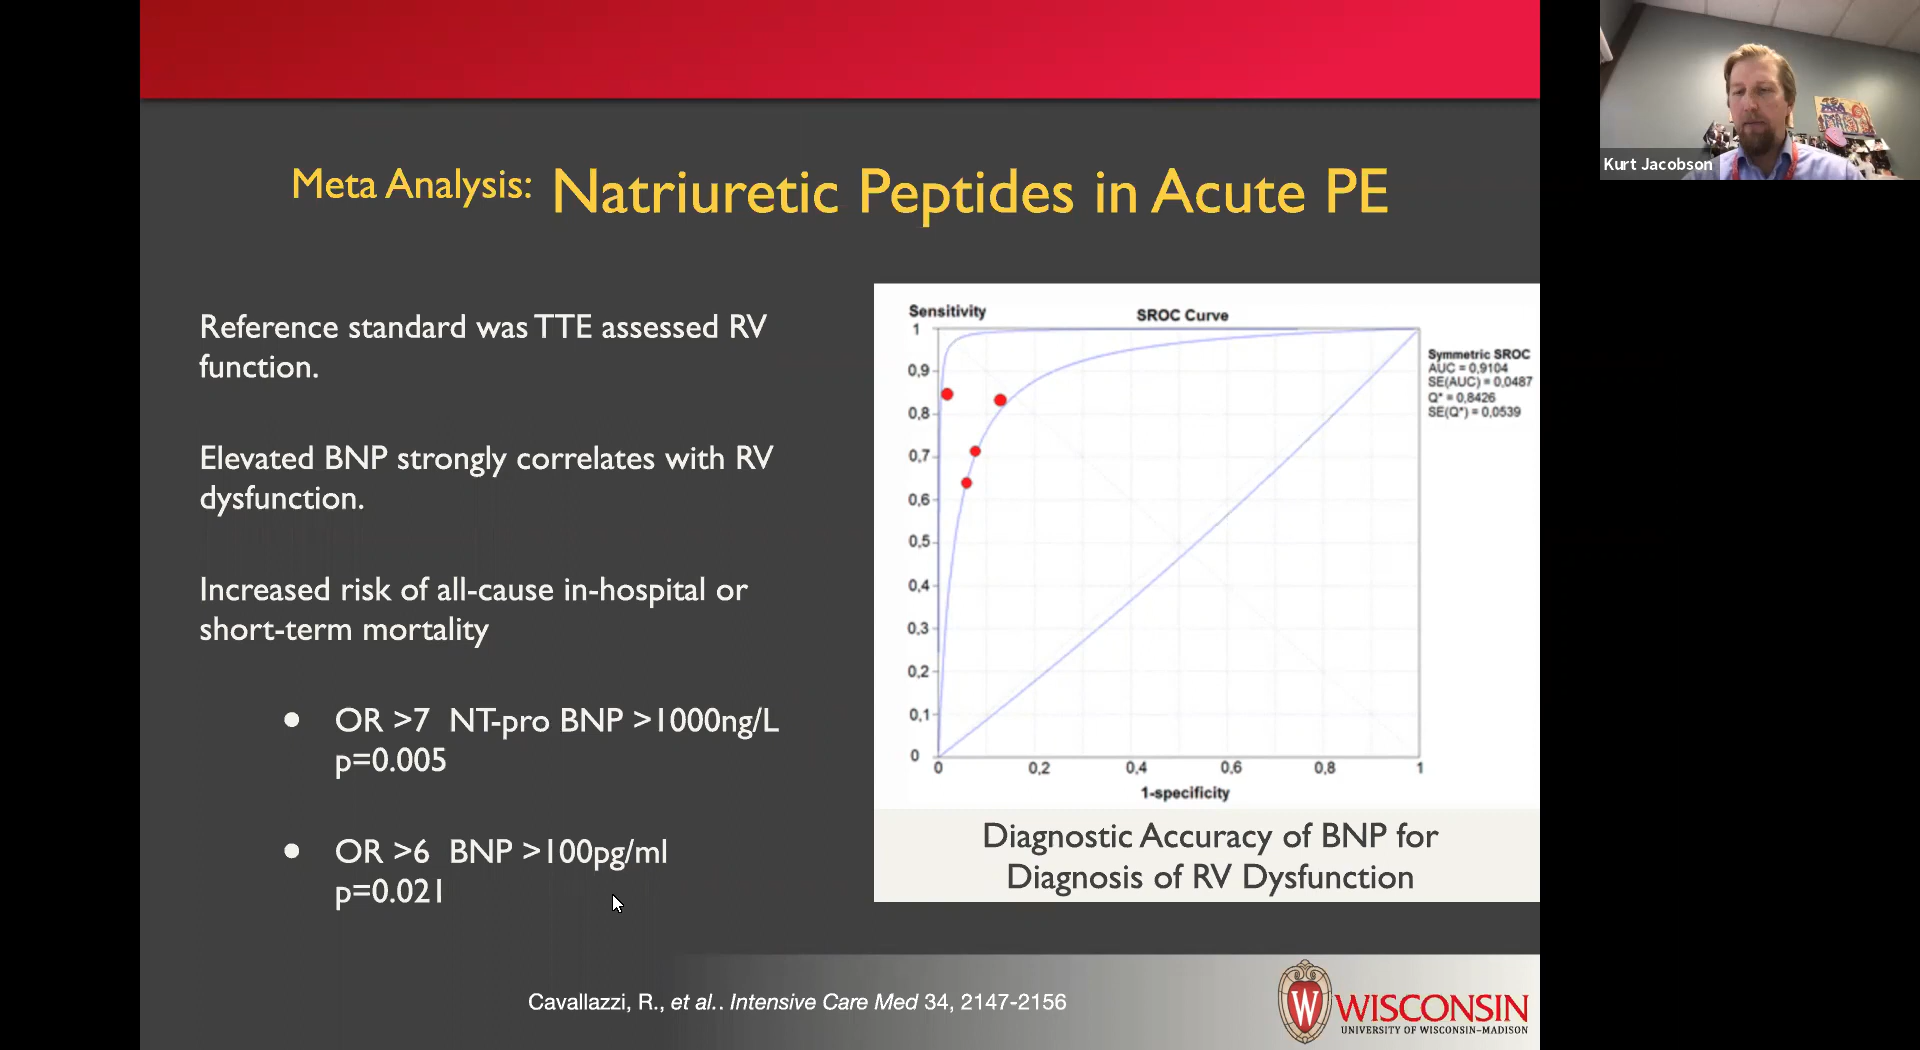 Meta Analysis: Natriuretic Peptides in Acute PE
Kurt Jacobson
Reference standard was TTE assessed RV
function.
Elevated BNP strongly correlates with RV
dysfunction.
Increased risk of all-cause in-hospital or
short-term mortality
● OR >7 NT-pro BNP >1000ng/L
p=0.005
● OR >6 BNP >100pg/ml
p=0.021
Sensitivity
SROC Curve
1
0,9
0,8
0,7
0,6
0,5
0,4
0,3
0,2
0,1
0
0
0,2
0,4
0,6
0,8
1
1-specificity
Symmetric SROC
AUC = 0,9104
SE(AUC) = 0,0487
Q* = 0,8426
SE(Q*) = 0,0539
Diagnostic Accuracy of BNP for
Diagnosis of RV Dysfunction
Cavallazzi, R., et al.. Intensive Care Med 34, 2147-2156
W
WISCONSIN
UNIVERSITY OF WISCONSIN–MADISON